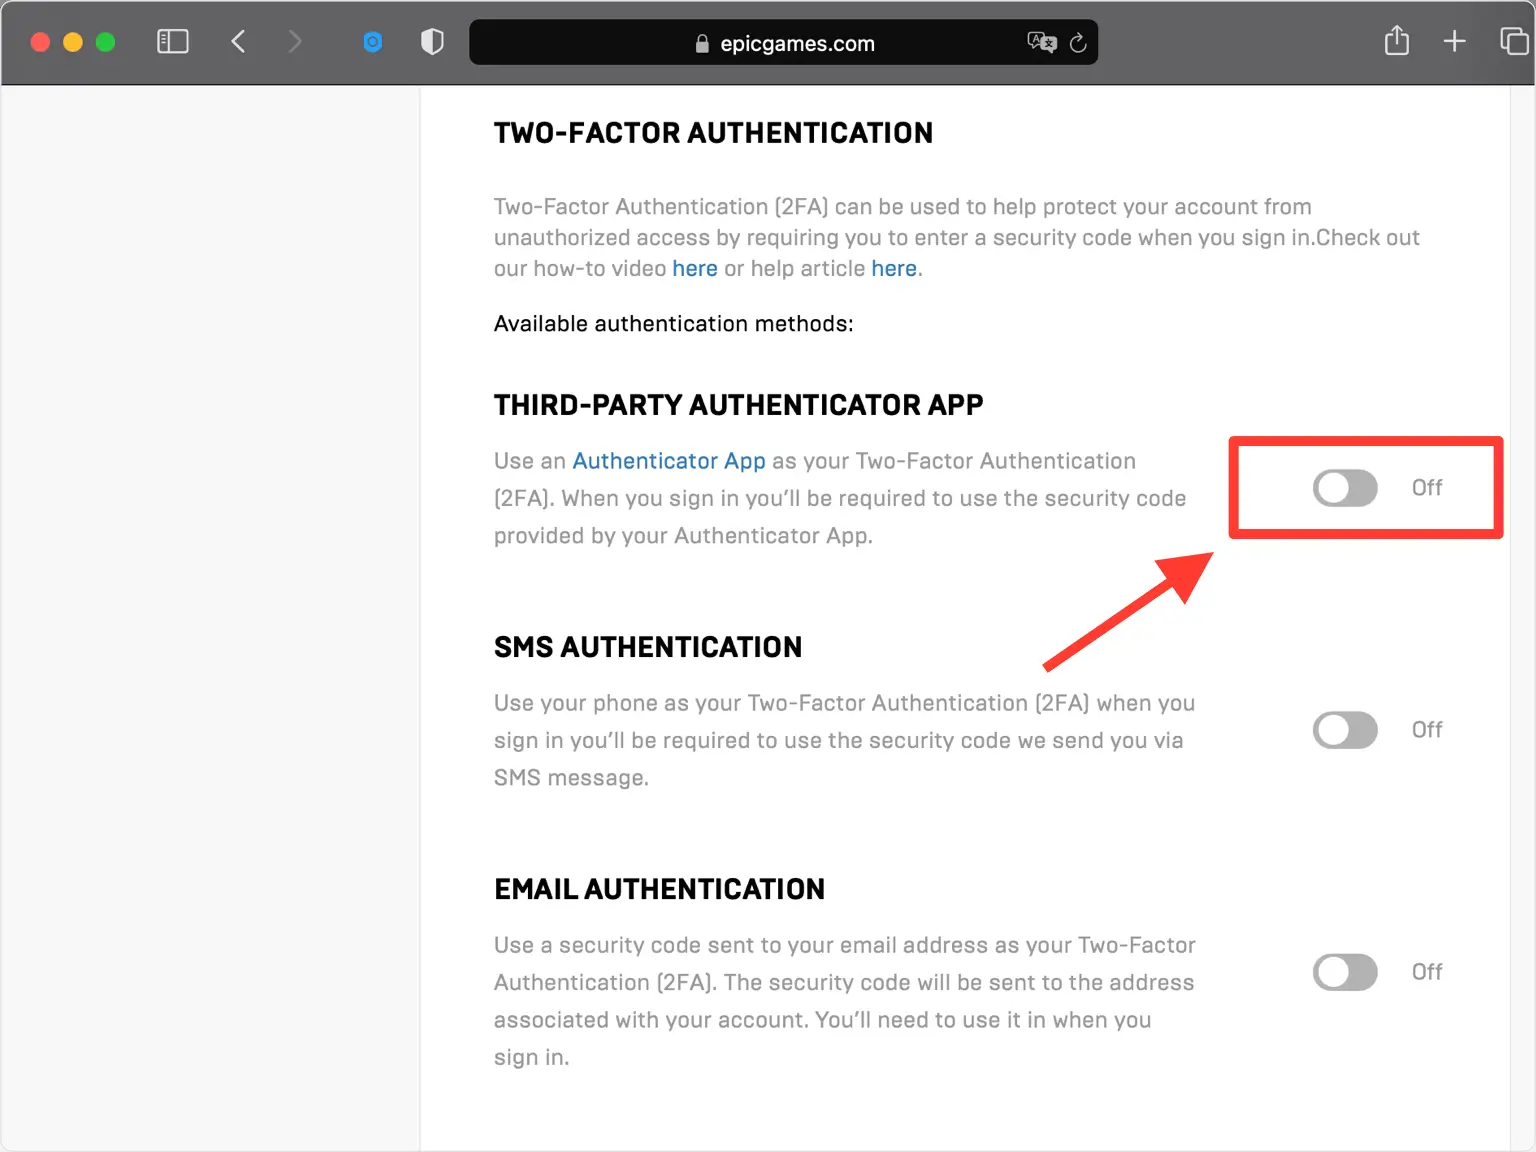 epicgames.com
TWO-FACTOR AUTHENTICATION
Two-Factor Authentication (2FA) can be used to help protect your account from
unauthorized access by requiring you to enter a security code when you sign in.Check out
our how-to video here or help article here.
Available authentication methods:
THIRD-PARTY AUTHENTICATOR APP
Use an Authenticator App as your Two-Factor Authentication
(2FA). When you sign in you’ll be required to use the security code
provided by your Authenticator App.
Off
SMS AUTHENTICATION
Use your phone as your Two-Factor Authentication (2FA) when you
sign in you’ll be required to use the security code we send you via
SMS message.
Off
EMAIL AUTHENTICATION
Use a security code sent to your email address as your Two-Factor
Authentication (2FA). The security code will be sent to the address
associated with your account. You’ll need to use it in when you
sign in.
Off